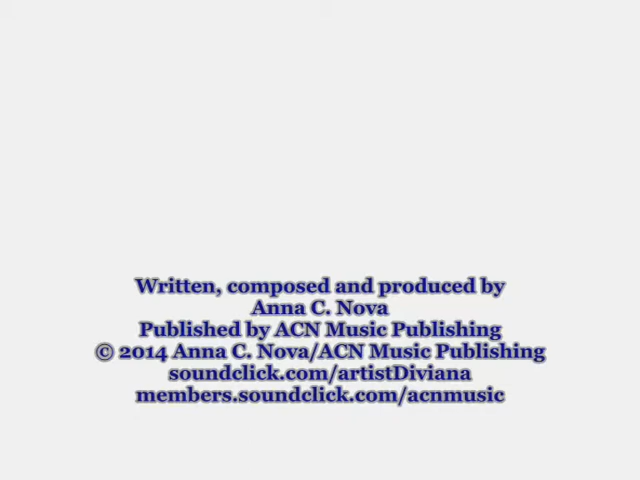 Written, composed and produced by
Anna C. Nova
Published by ACN Music Publishing
© 2014 Anna C. Nova/ACN Music Publishing
soundclick.com/artistDiviana
members.soundclick.com/acnmusic